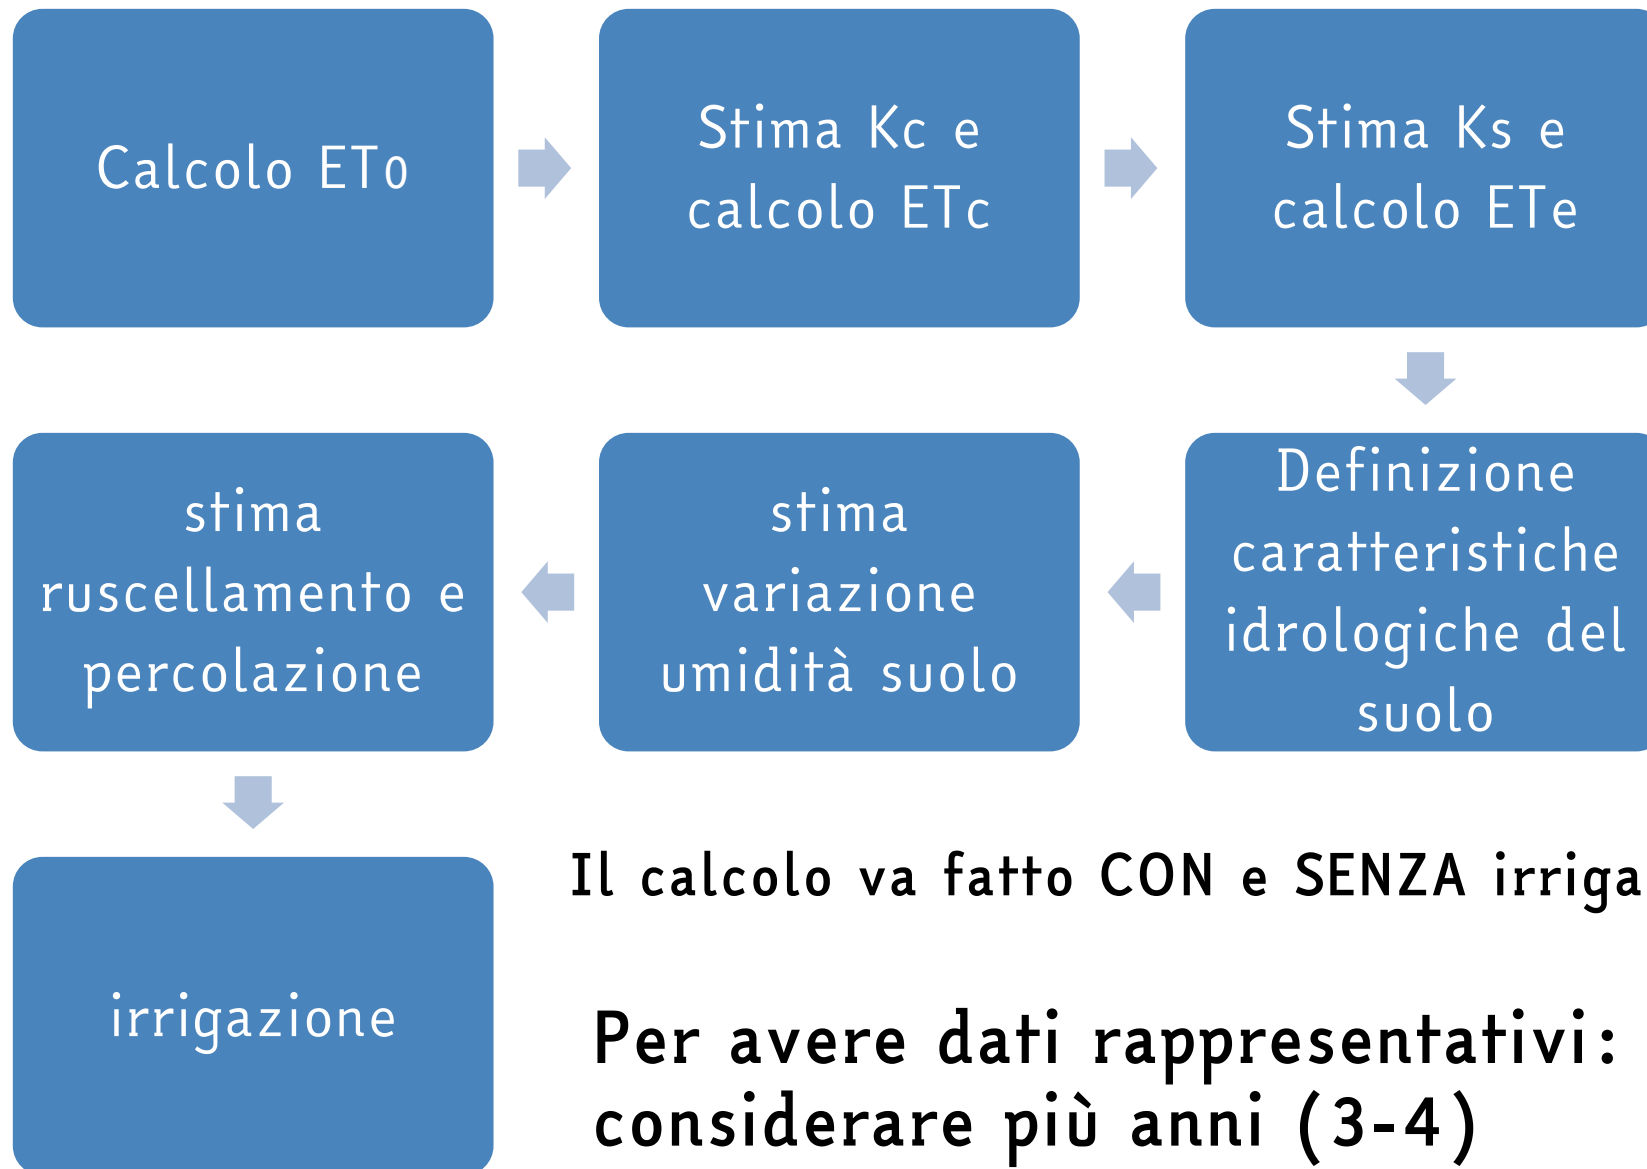 Calcolo ET0
Stima Kc e
calcolo ETc
Stima Ks e
calcolo ETe
Definizione
caratteristiche
idrologiche del
suolo
stima
variazione
umidità suolo
stima
ruscellamento e
percolazione
irrigazione
Il calcolo va fatto CON e SENZA irriga
Per avere dati rappresentativi:
considerare più anni (3-4)